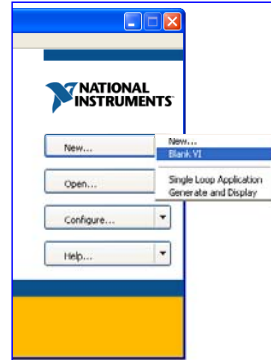 NATIONAL
INSTRUMENTS
New...
New...
Blank VI
Single Loop Application
Generate and Display
Open...
Configure...
Help...